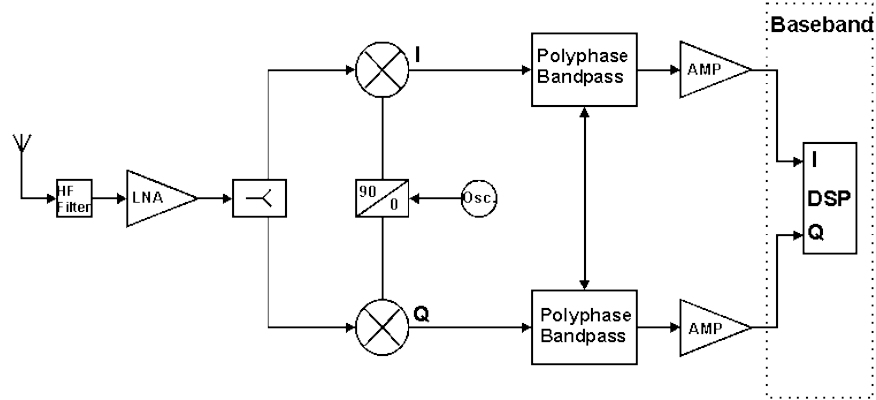 Baseband
I
Polyphase
Bandpass
AMP
HF
Filter
LNA
90
0
Osc.
I
DSP
Q
Q
Polyphase
Bandpass
AMP